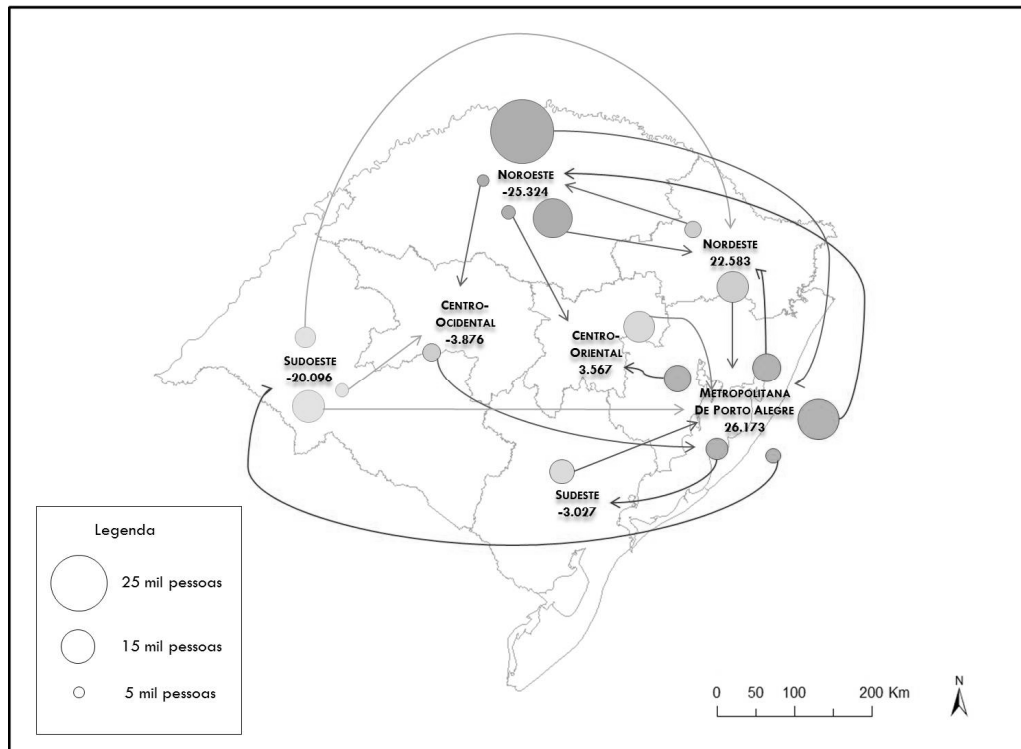 NOROESTE
-25.324
NORDESTE
22.583
CENTRO-
OCIDENTAL
-3.876
CENTRO-
ORIENTAL
3.567
SUDOESTE
-20.096
METROPOLITANA
DE PORTO ALEGRE
26.173
SUDESTE
-3.027
Legenda
25 mil pessoas
15 mil pessoas
5 mil pessoas
0 50 100 200 Km
N